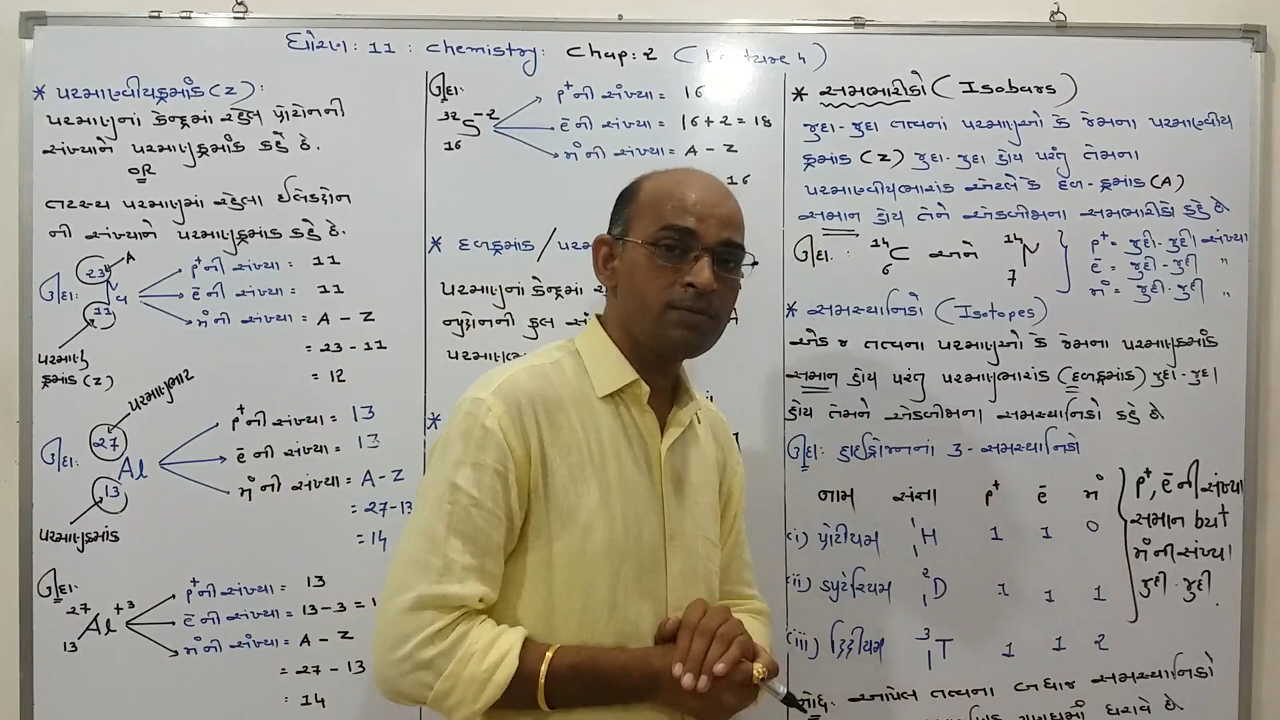 ધોરણ : 11 : chemistry : chap : 2 ( 4 )
* પરમાણ્વીયક્રમાંક (Z) :
પરમાણુનાં કેન્દ્રમાં રહેલ પ્રોટોનની
સંખ્યાને પરમાણુક્રમાંક કહે છે.
OR
તટસ્થ પરમાણુમાં રહેલા ઈલેક્ટ્રોન
ની સંખ્યાને પરમાણુક્રમાંક કહે છે.
ઉદા: 23 Na 11
A
p⁺ની સંખ્યા = 11
ē ની સંખ્યા = 11
n̊ની સંખ્યા = A - Z
= 23 - 11
= 12
પરમાણુ
ક્રમાંક (Z)
પરમાણુભાર
ઉદા: 27 Al 13
p⁺ની સંખ્યા = 13
ē ની સંખ્યા = 13
n̊ ની સંખ્યા = A-Z
= 27-13
= 14
પરમાણુક્રમાંક
ઉદા:
27 Al +3 13
p⁺ની સંખ્યા = 13
ē ની સંખ્યા = 13-3 = 1
n̊ની સંખ્યા = A - Z
= 27 - 13
= 14
ઉદા:
32 S -2 16
p⁺ ની સંખ્યા = 16
ē ની સંખ્યા = 16+2 = 18
n̊ ની સંખ્યા = A - Z
16
* દળક્રમાંક /
પરમાણુનાં કેન્દ્રમાં
ન્યુટ્રોનની કુલ
*
* સમભારીકો (Isobars)
જુદા-જુદા તત્વનાં પરમાણુઓ કે જેમના પરમાણ્વીય
ક્રમાંક (Z) જુદા-જુદા હોય પરંતુ તેમના
પરમાણ્વીયભારાંક એટલે કે દળ-ક્રમાંક (A)
સમાન હોય તેને એકબીજાના સમભારીકો કહે છે
ઉદા : 14 C 6 અને 14 N 7
p⁺ = જુદી-જુદી સંખ્યા
ē = જુદી-જુદી "
n̊ = જુદી-જુદી "
* સમસ્થાનિકો (Isotopes)
એક જ તત્વના પરમાણુઓ કે જેમના પરમાણુક્રમાંક
સમાન હોય પરંતુ પરમાણુભારાંક (દળક્રમાંક) જુદા-જુદા
હોય તેમને એકબીજાના સમસ્થાનિકો કહે છે
ઉદા: હાઈડ્રોજનનાં 3-સમસ્થાનિકો
નામ સંજ્ઞા p⁺ ē n̊
(i) પ્રોટીયમ 1 H 1 1 1 0
(ii) ડ્યુટેરિયમ 2 D 1 1 1 1
(iii) ટ્રિટીયમ 3 T 1 1 1 2
p⁺, ē ની સંખ્યા
સમાન but
n̊ ની સંખ્યા
જુદી-જુદી.
નોંધ: આપેલ તત્વના બધાજ સમસ્થાનિકો
ધરાવે છે.